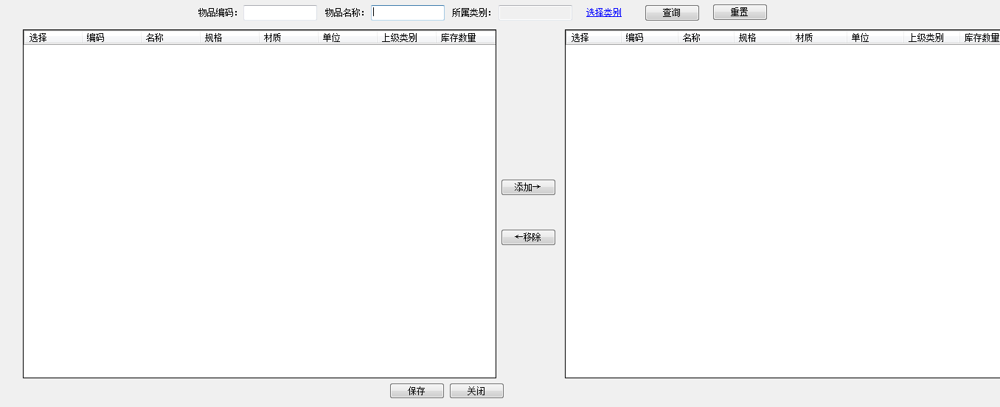 物品编码： 物品名称： 所属类别： 选择类别 查询 重置
选择 编码 名称 规格 材质 单位 上级类别 库存数量 选择 编码 名称 规格 材质 单位 上级类别 库存数量
添加→
←移除
保存 关闭